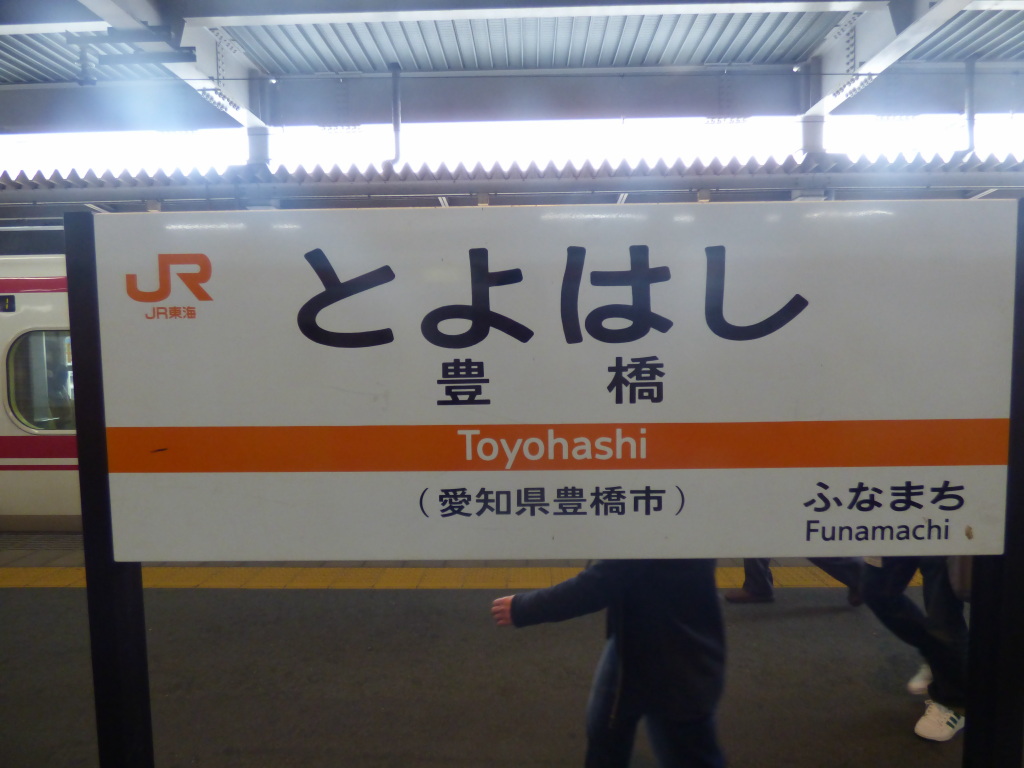 JR
JR東海
とよはし
豊橋
Toyohashi
(愛知県豊橋市)
ふなまち
Funamachi